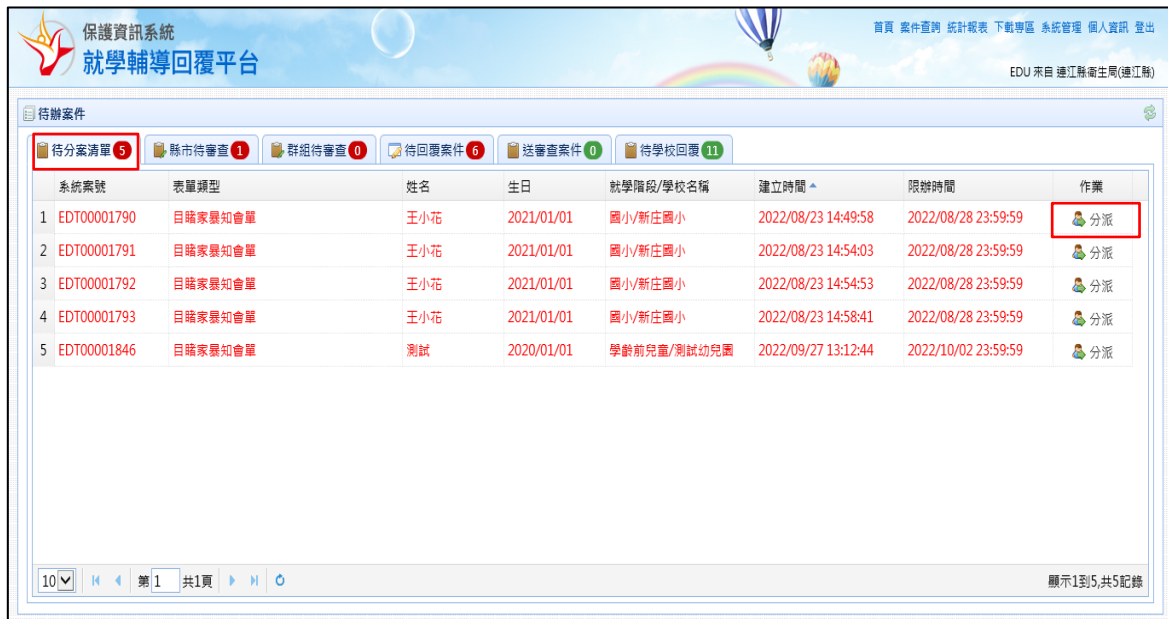 保護資訊系統
就學輔導回覆平台
首頁 案件查詢 統計報表 下載專區 系統管理 個人資訊 登出
EDU 來自 連江縣衛生局(連江縣)
待辦案件
待分案清單 5 縣市待審查 1 群組待審查 0 待回覆案件 6 送審查案件 0 待學校回覆 11
系統案號 表單類型 姓名 生日 就學階段/學校名稱 建立時間 限辦時間 作業
1 EDT00001790 目睹家暴知會單 王小花 2021/01/01 國小/新庄國小 2022/08/23 14:49:58 2022/08/28 23:59:59 分派
2 EDT00001791 目睹家暴知會單 王小花 2021/01/01 國小/新庄國小 2022/08/23 14:54:03 2022/08/28 23:59:59 分派
3 EDT00001792 目睹家暴知會單 王小花 2021/01/01 國小/新庄國小 2022/08/23 14:54:53 2022/08/28 23:59:59 分派
4 EDT00001793 目睹家暴知會單 王小花 2021/01/01 國小/新庄國小 2022/08/23 14:58:41 2022/08/28 23:59:59 分派
5 EDT00001846 目睹家暴知會單 測試 2020/01/01 學齡前兒童/測試幼兒園 2022/09/27 13:12:44 2022/10/02 23:59:59 分派
10 第 1 共1頁 顯示1到5,共5記錄